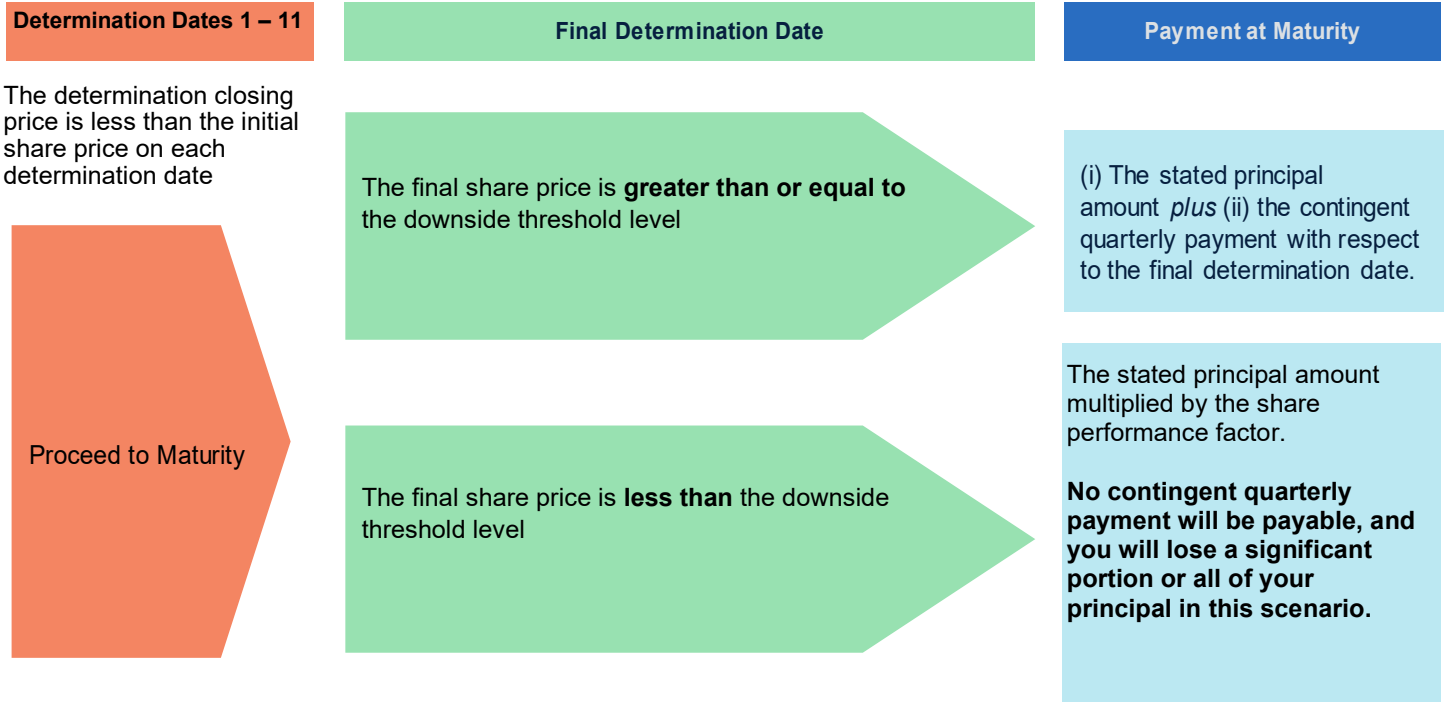 Determination Dates 1 – 11
Final Determination Date
Payment at Maturity
The determination closing
price is less than the initial
share price on each
determination date
Proceed to Maturity
The final share price is greater than or equal to
the downside threshold level
(i) The stated principal
amount plus (ii) the contingent
quarterly payment with respect
to the final determination date.
The final share price is less than the downside
threshold level
The stated principal amount
multiplied by the share
performance factor.
No contingent quarterly
payment will be payable, and
you will lose a significant
portion or all of your
principal in this scenario.